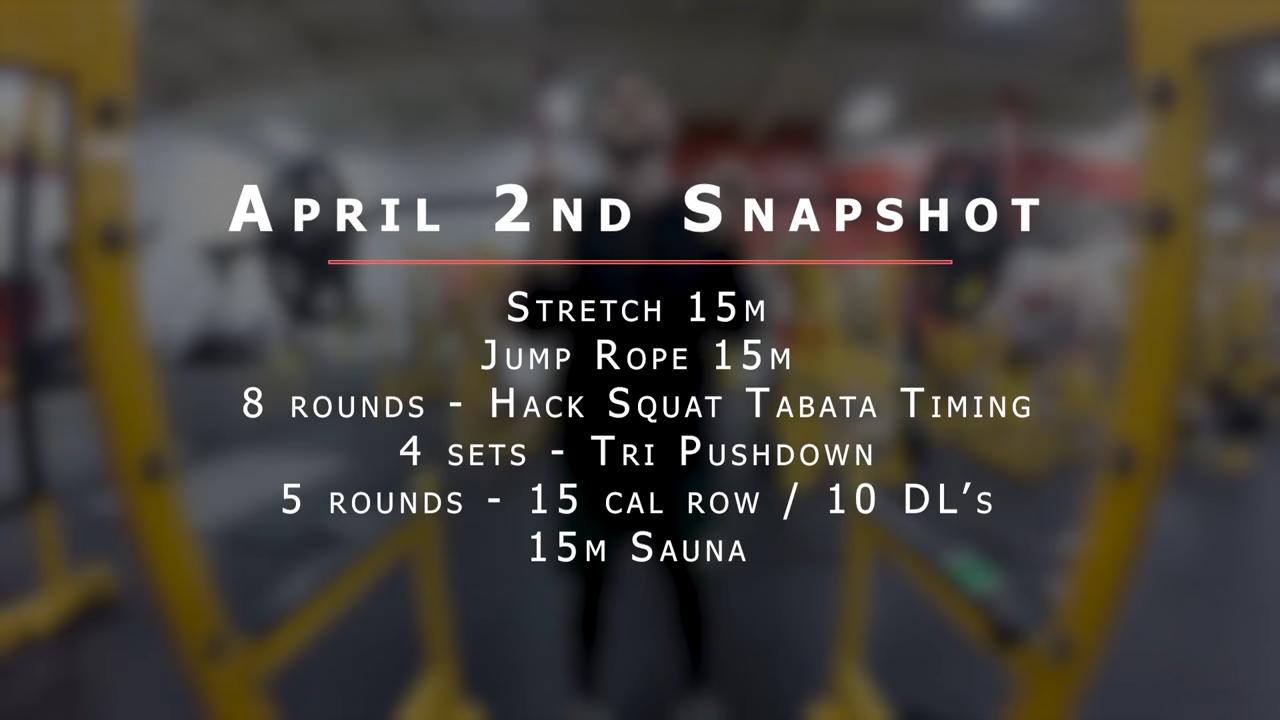 April 2nd Snapshot
Stretch 15m
Jump Rope 15m
8 rounds - Hack Squat Tabata Timing
4 sets - Tri Pushdown
5 rounds - 15 cal row / 10 DL's
15m Sauna